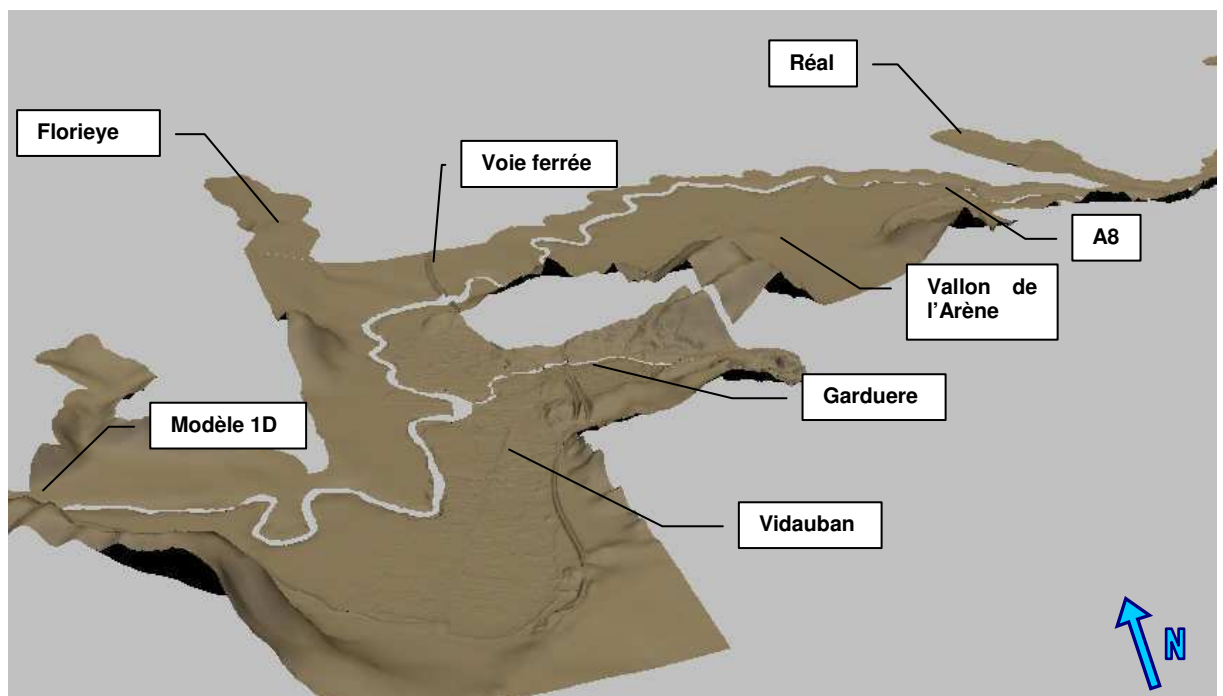 Réal
Florieye
Voie ferrée
A8
Vallon de
l'Arène
Garduere
Modèle 1D
Vidauban
N